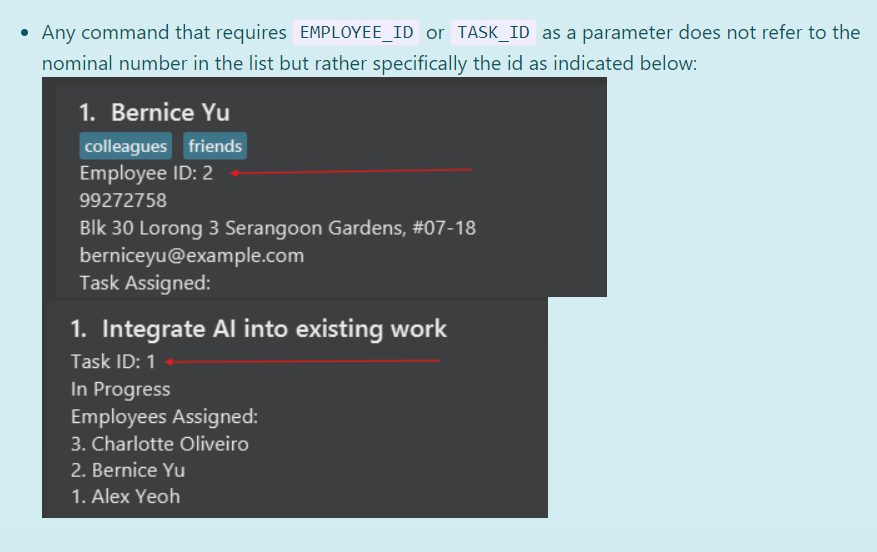 Any command that requires EMPLOYEE_ID or TASK_ID as a parameter does not refer to the
nominal number in the list but rather specifically the id as indicated below:
1. Bernice Yu
colleagues friends
Employee ID: 2
99272758
Blk 30 Lorong 3 Serangoon Gardens, #07-18
berniceyu@example.com
Task Assigned:
1. Integrate AI into existing work
Task ID: 1
In Progress
Employees Assigned:
3. Charlotte Oliveiro
2. Bernice Yu
1. Alex Yeoh